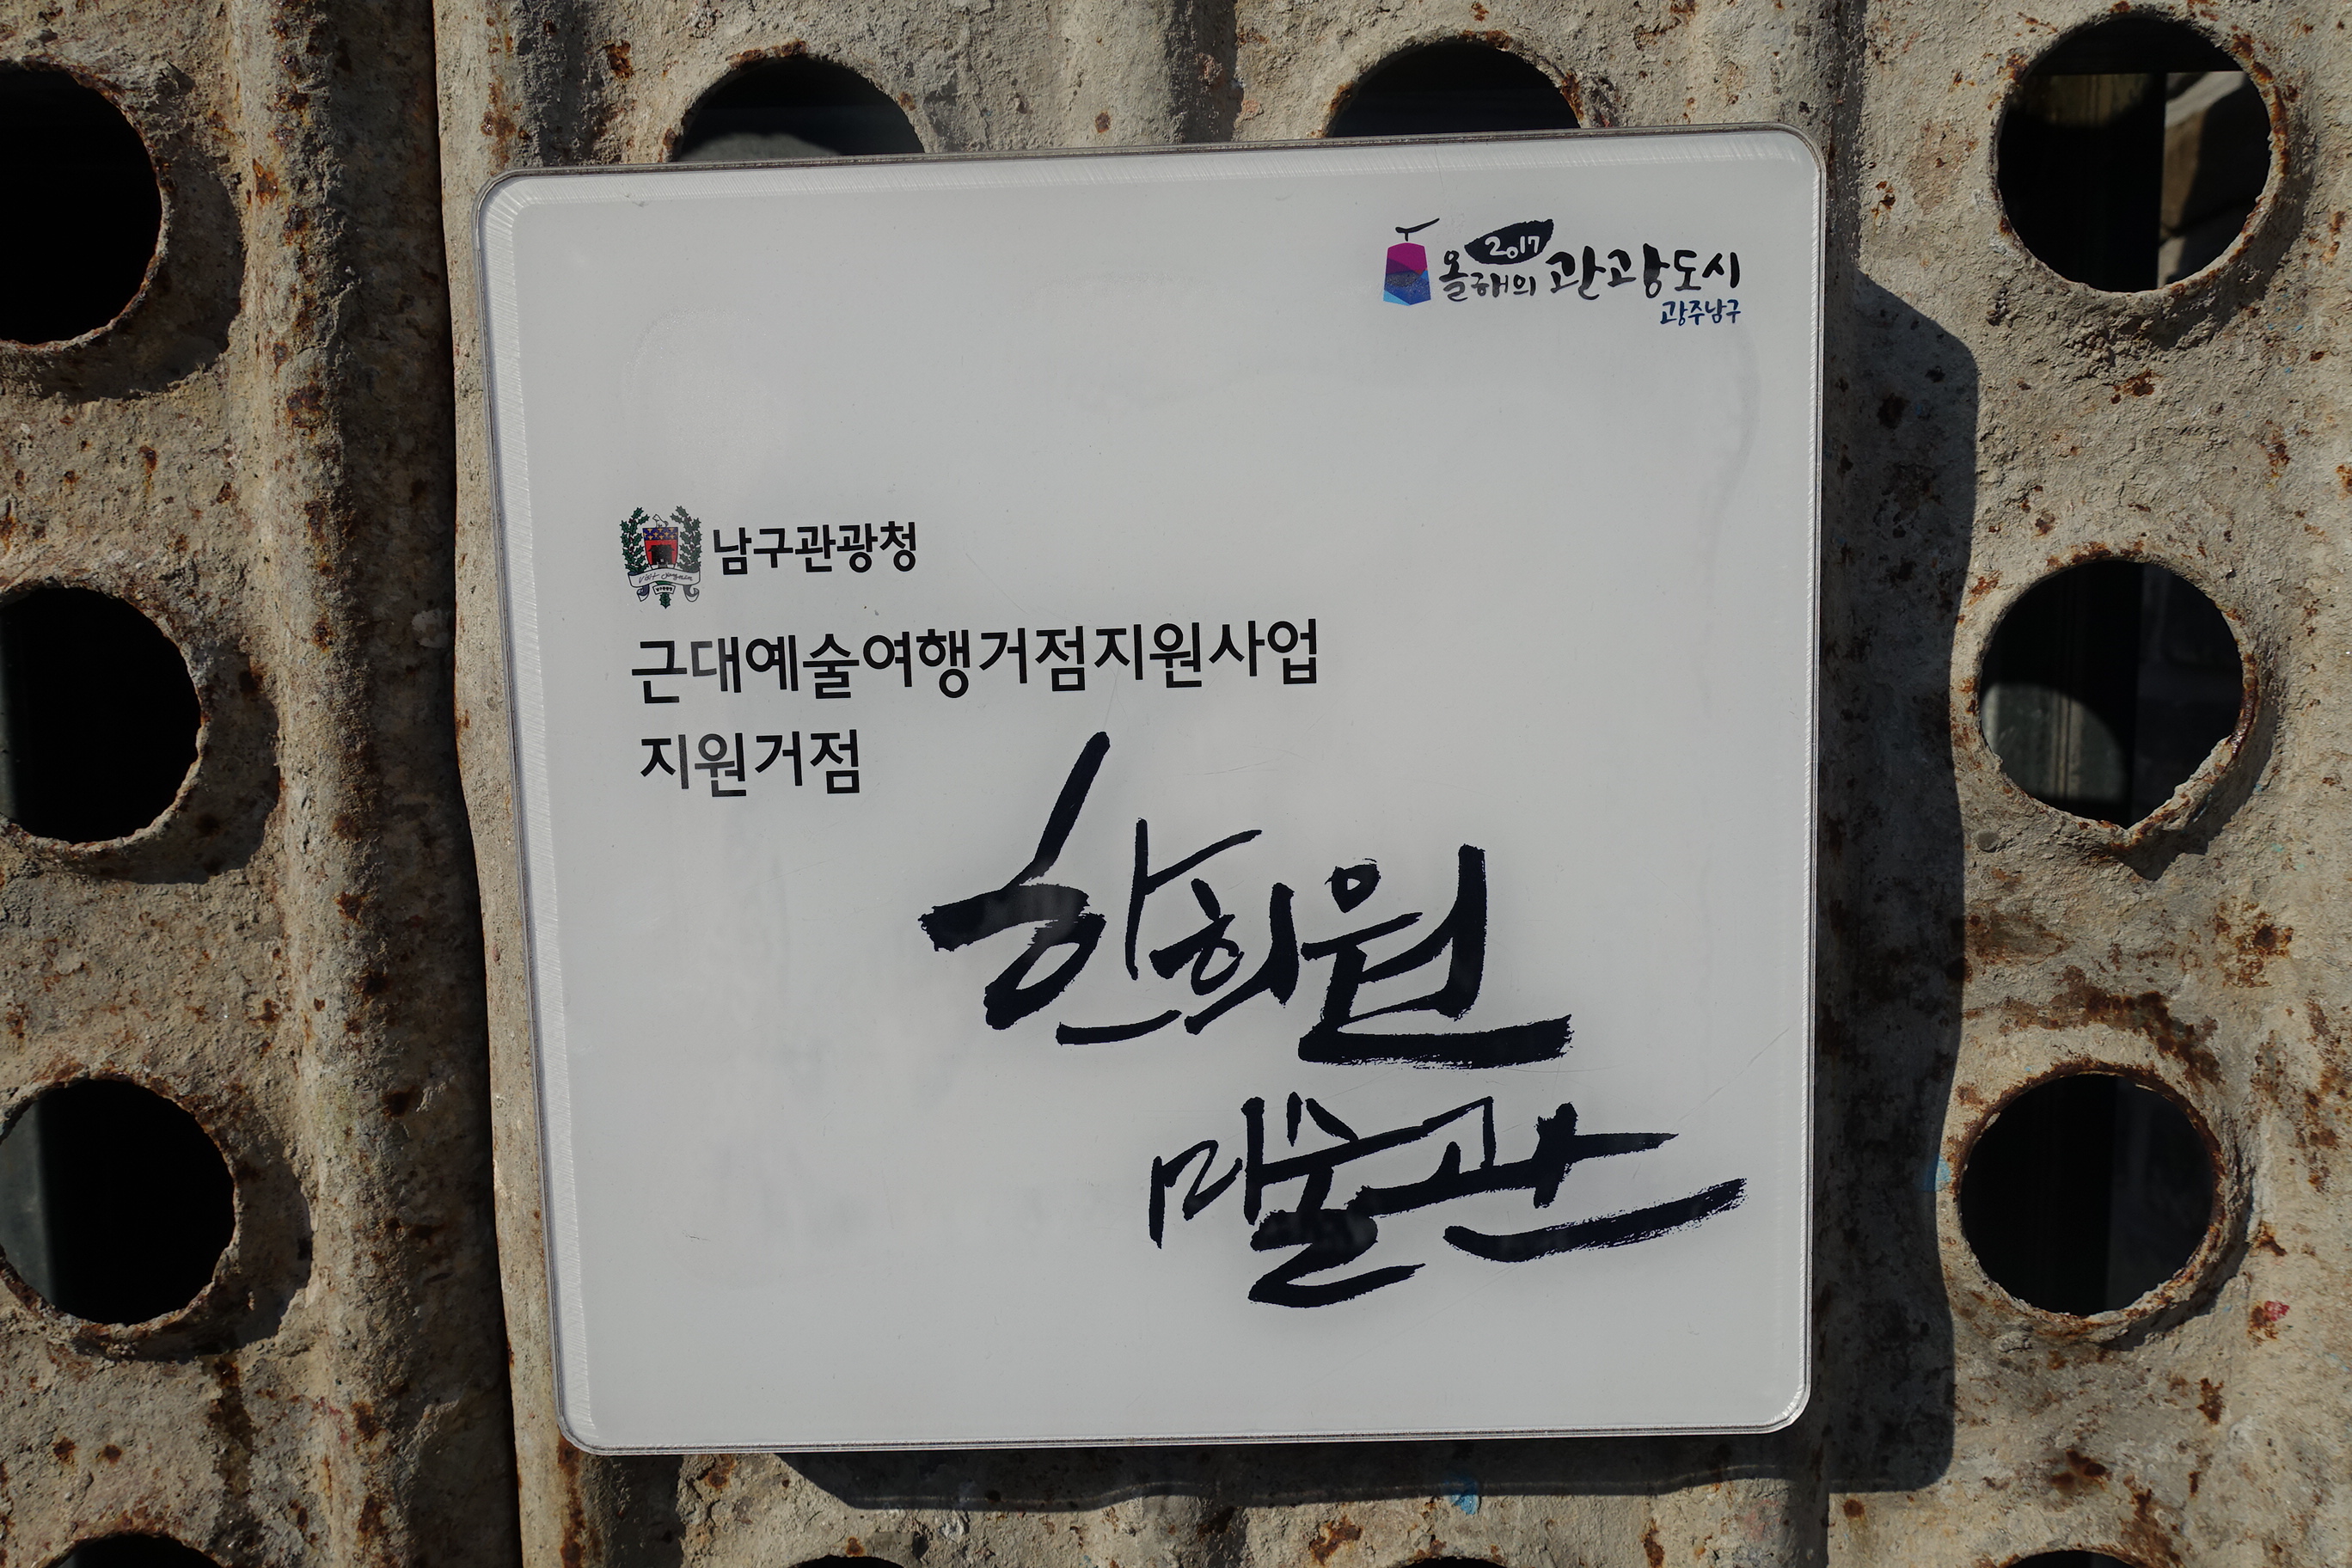 2017
올해의 관광도시
광주남구
남구관광청
근대예술여행거점지원사업
지원거점
한희원
미술관